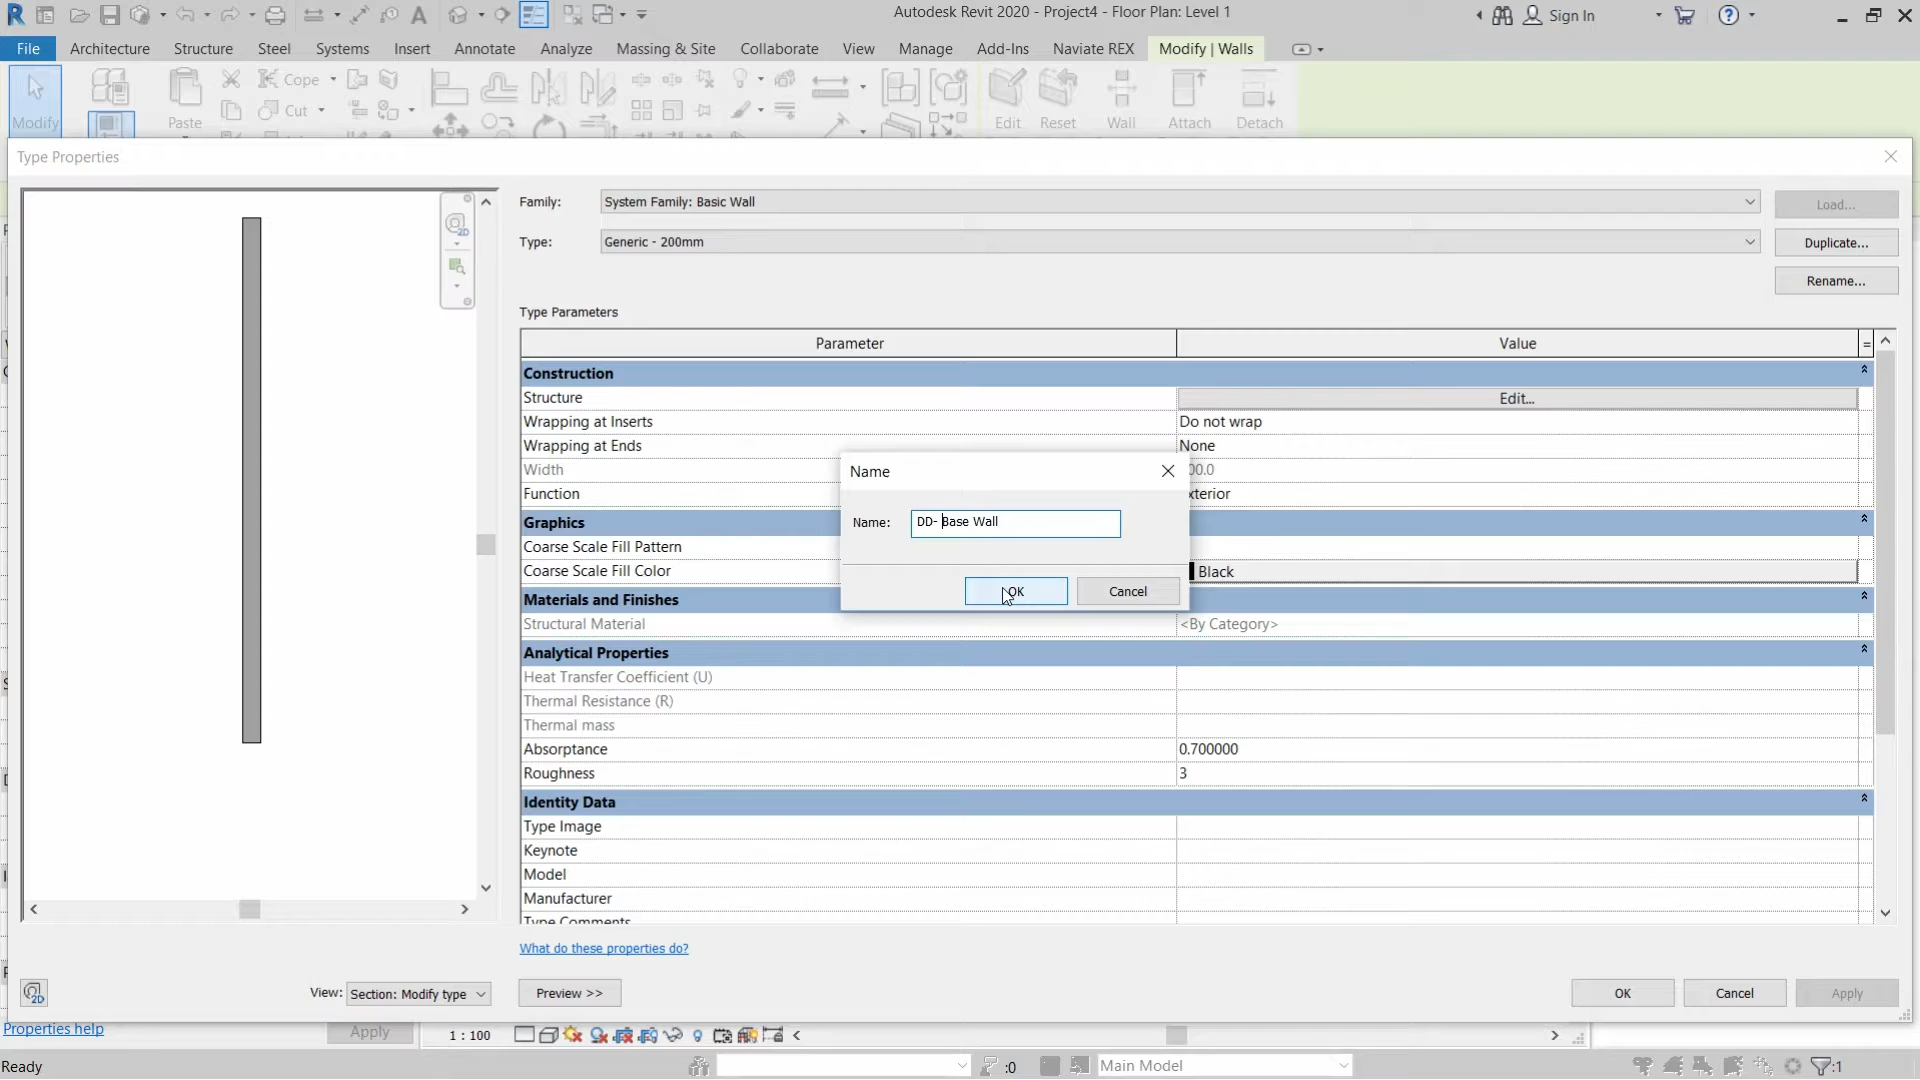 Autodesk Revit 2020 - Project4 - Floor Plan: Level 1
Sign In
File Architecture Structure Steel Systems Insert Annotate Analyze Massing & Site Collaborate View Manage Add-Ins Naviate REX Modify | Walls
Cope
Cut
Modify
Paste
Edit Reset Wall Attach Detach
Type Properties
Family: System Family: Basic Wall Load...
Type: Generic - 200mm Duplicate...
Rename...
Type Parameters
Parameter Value =
Construction
Structure Edit...
Wrapping at Inserts Do not wrap
Wrapping at Ends None
Width 00.0
Function xterior
Name
Name: DD- Base Wall
OK Cancel
Graphics
Coarse Scale Fill Pattern
Coarse Scale Fill Color Black
Materials and Finishes
Structural Material <By Category>
Analytical Properties
Heat Transfer Coefficient (U)
Thermal Resistance (R)
Thermal mass
Absorptance 0.700000
Roughness 3
Identity Data
Type Image
Keynote
Model
Manufacturer
Type Comments
What do these properties do?
View: Section: Modify type Preview >> OK Cancel Apply
Properties help Apply 1 : 100
Ready :0 Main Model :1